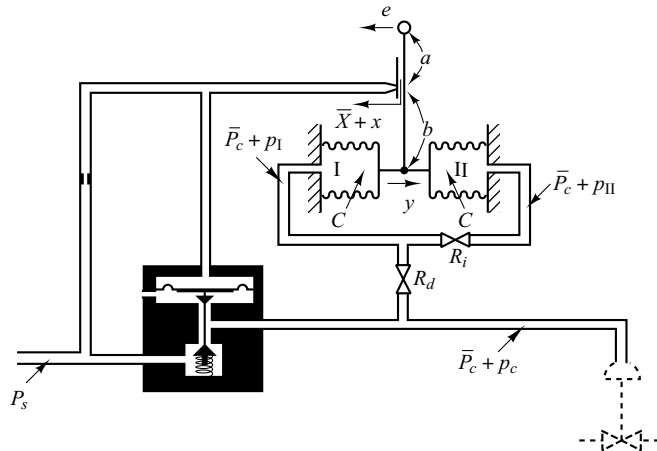 e
a
X̄ + x
b
P̄c + pI
I
II
P̄c + pII
C
y
C
Ri
Rd
P̄c + pc
Ps